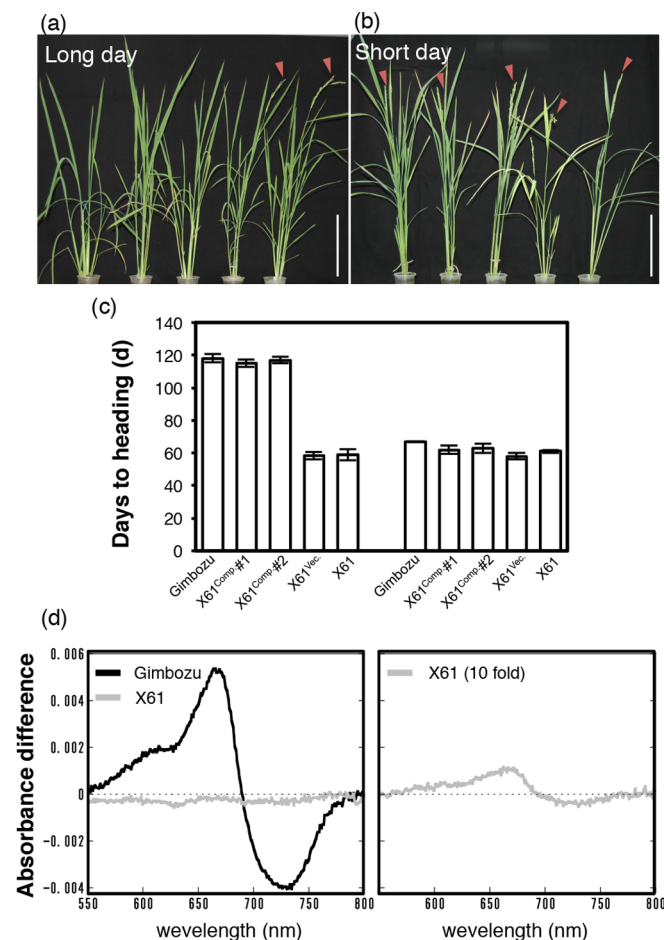 (a)
(b)
Long day
Short day
(c)
Days to heading (d)
140
120
100
80
60
40
20
0
Gimbozu
X61Comp.#1
X61Comp.#2
X61Vec.
X61
Gimbozu
X61Comp.#1
X61Comp.#2
X61Vec.
X61
(d)
Absorbance difference
0.006
0.004
0.002
0
-0.002
-0.004
Gimbozu
X61
X61 (10 fold)
550 600 650 700 750 800
600 650 700 750 800
wevelength (nm)
wevelength (nm)